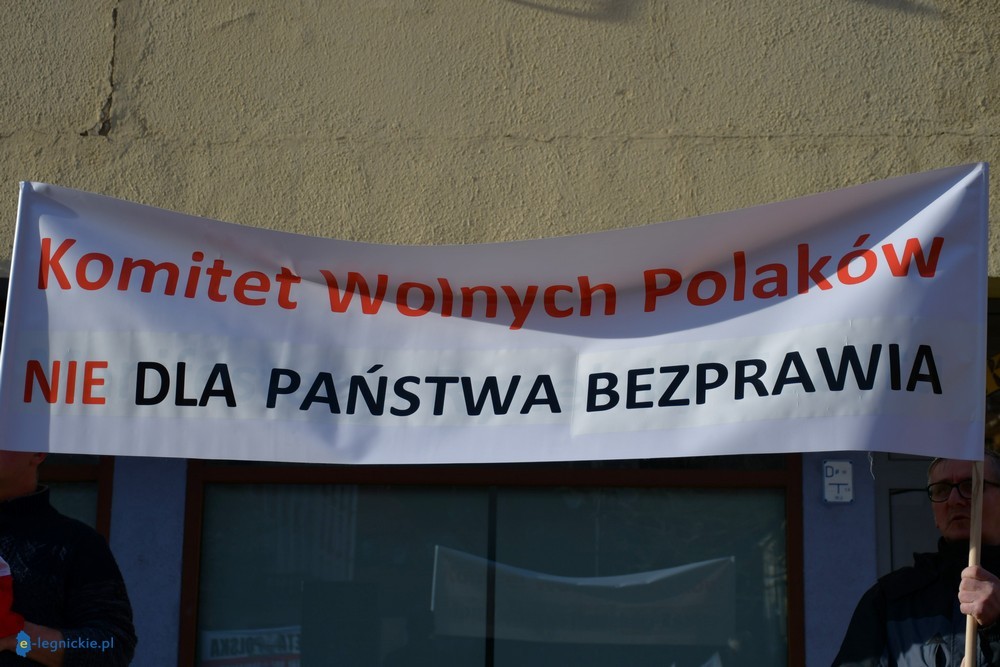 Komitet Wolnych Polaków
NIE DLA PAŃSTWA BEZPRAWIA
e-legnickie.pl